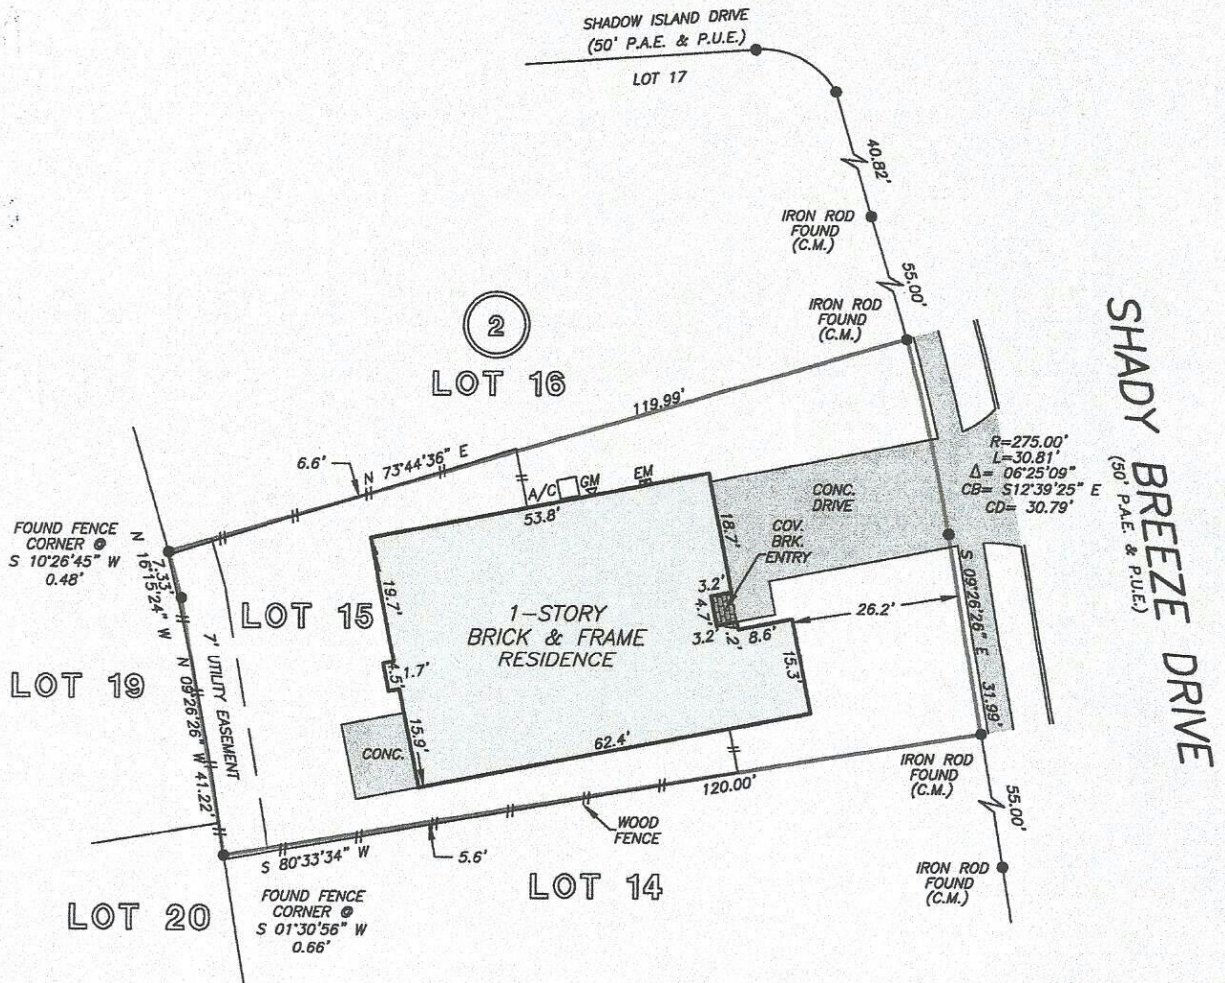 SHADOW ISLAND DRIVE
(50' P.A.E. & P.U.E.)
LOT 17
40.82'
IRON ROD
FOUND
(C.M.)
55.00'
IRON ROD
FOUND
(C.M.)
2
LOT 16
119.99'
N 73°44'36" E
6.6'
SHADY BREEZE DRIVE
(50' P.A.E. & P.U.E.)
R=275.00'
L=30.81'
Δ= 06°25'09"
CB= S12°39'25" E
CD= 30.79'
A/C
GM
EM
53.8'
CONC.
DRIVE
COV.
BRK.
ENTRY
18.7'
FOUND FENCE
CORNER @
S 10°26'45" W
0.48'
N 16°15'24" W
7.33'
LOT 15
19.7'
1-STORY
BRICK & FRAME
RESIDENCE
3.2'
4.7'
3.2'
.2'
8.6'
26.2'
S 09°26'26" E 31.99'
15.3'
4.5'
1.7'
7' UTILITY EASEMENT
LOT 19
N 09°26'26" W 41.22'
15.9'
CONC.
62.4'
120.00'
IRON ROD
FOUND
(C.M.)
WOOD
FENCE
55.00'
S 80°33'34" W
5.6'
LOT 14
IRON ROD
FOUND
(C.M.)
LOT 20
FOUND FENCE
CORNER @
S 01°30'56" W
0.66'